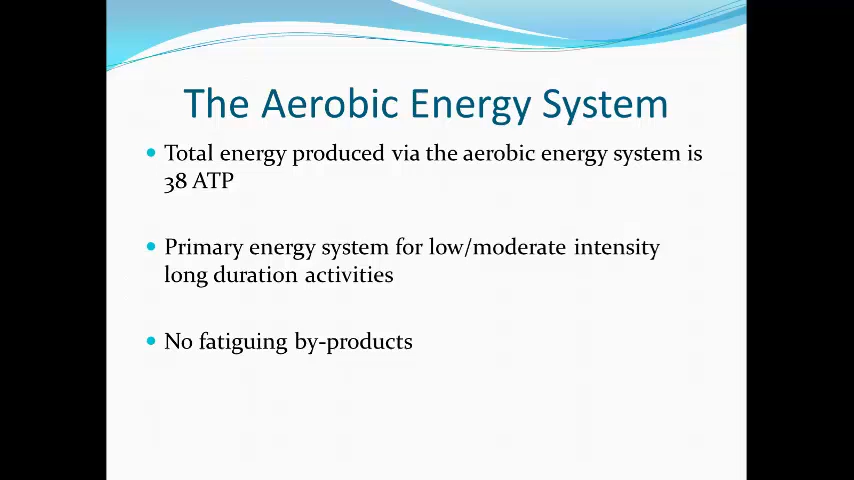 The Aerobic Energy System
• Total energy produced via the aerobic energy system is
38 ATP
• Primary energy system for low/moderate intensity
long duration activities
• No fatiguing by-products